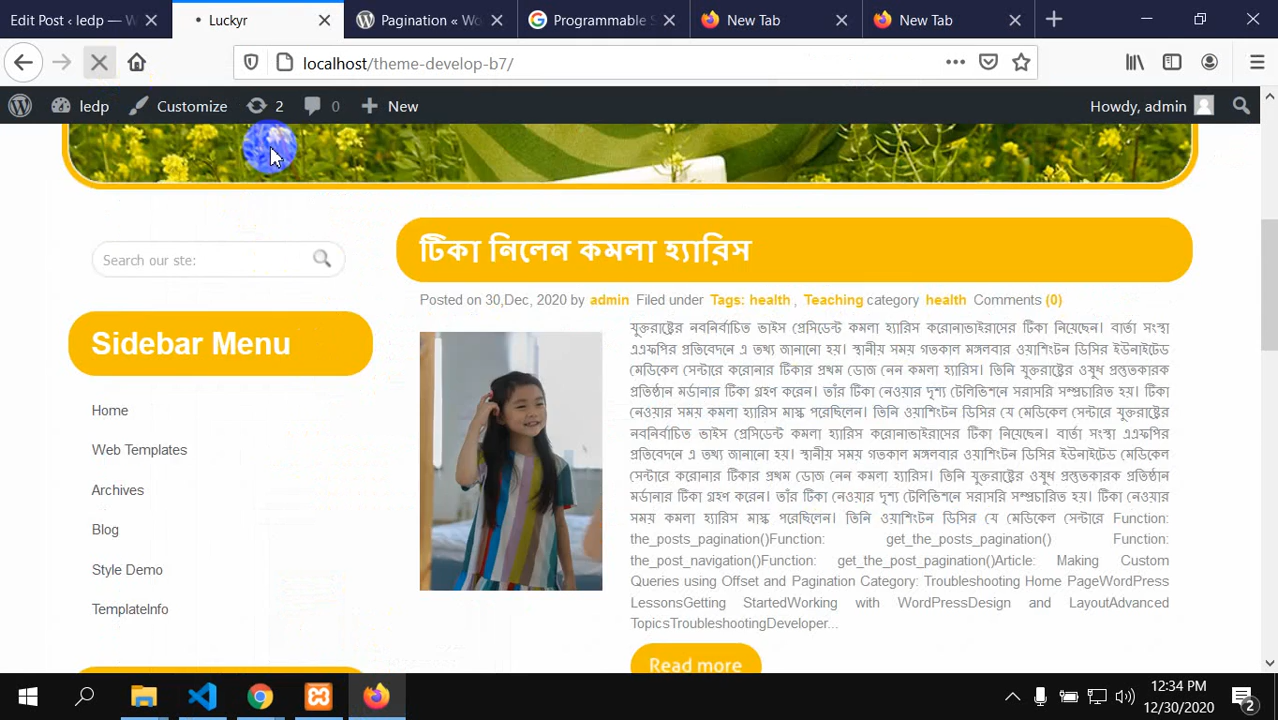 Edit Post ‹ ledp — W
Luckyr
Pagination « Wo
Programmable S
New Tab
New Tab
localhost/theme-develop-b7/
ledp
Customize
2
0
New
Howdy, admin
টিকা নিলেন কমলা হ্যারিস
Search our ste:
Posted on 30,Dec, 2020 by admin Filed under Tags: health , Teaching category health Comments (0)
Sidebar Menu
Home
Web Templates
Archives
Blog
Style Demo
TemplateInfo
যুক্তরাষ্ট্রের নবনির্বাচিত ভাইস প্রেসিডেন্ট কমলা হ্যারিস করোনাভাইরাসের টিকা নিয়েছেন। বার্তা সংস্থা
এএফপির প্রতিবেদনে এ তথ্য জানানো হয়। স্থানীয় সময় গতকাল মঙ্গলবার ওয়াশিংটন ডিসির ইউনাইটেড
মেডিকেল সেন্টারে করোনার টিকার প্রথম ডোজ নেন কমলা হ্যারিস। তিনি যুক্তরাষ্ট্রের ওষুধ প্রস্তুতকারক
প্রতিষ্ঠান মর্ডানার টিকা গ্রহণ করেন। তাঁর টিকা নেওয়ার দৃশ্য টেলিভিশনে সরাসরি সম্প্রচারিত হয়। টিকা
নেওয়ার সময় কমলা হ্যারিস মাস্ক পরেছিলেন। তিনি ওয়াশিংটন ডিসির যে মেডিকেল সেন্টারে যুক্তরাষ্ট্রের
নবনির্বাচিত ভাইস প্রেসিডেন্ট কমলা হ্যারিস করোনাভাইরাসের টিকা নিয়েছেন। বার্তা সংস্থা এএফপির
প্রতিবেদনে এ তথ্য জানানো হয়। স্থানীয় সময় গতকাল মঙ্গলবার ওয়াশিংটন ডিসির ইউনাইটেড মেডিকেল
সেন্টারে করোনার টিকার প্রথম ডোজ নেন কমলা হ্যারিস। তিনি যুক্তরাষ্ট্রের ওষুধ প্রস্তুতকারক প্রতিষ্ঠান
মর্ডানার টিকা গ্রহণ করেন। তাঁর টিকা নেওয়ার দৃশ্য টেলিভিশনে সরাসরি সম্প্রচারিত হয়। টিকা নেওয়ার
সময় কমলা হ্যারিস মাস্ক পরেছিলেন। তিনি ওয়াশিংটন ডিসির যে মেডিকেল সেন্টারে Function:
the_posts_pagination()Function: get_the_posts_pagination() Function:
the_post_navigation()Function: get_the_post_pagination()Article: Making Custom
Queries using Offset and Pagination Category: Troubleshooting Home PageWordPress
LessonsGetting StartedWorking with WordPressDesign and LayoutAdvanced
TopicsTroubleshootingDeveloper...
Read more
12:34 PM
12/30/2020
2